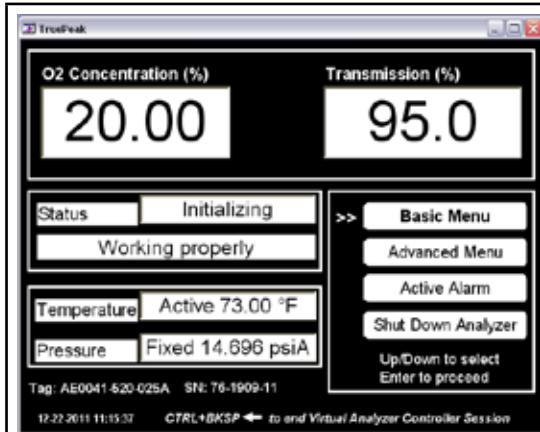 TruePeak
O2 Concentration (%)
Transmission (%)
20.00
95.0
Status
Initializing
Working properly
Temperature
Active 73.00 °F
Pressure
Fixed 14.696 psiA
>> Basic Menu
Advanced Menu
Active Alarm
Shut Down Analyzer
Up/Down to select
Enter to proceed
Tag: AE0041-520-025A SN: 76-1909-11
12-22-2011 11:15:37 CTRL+BKSP ← to end Virtual Analyzer Controller Session